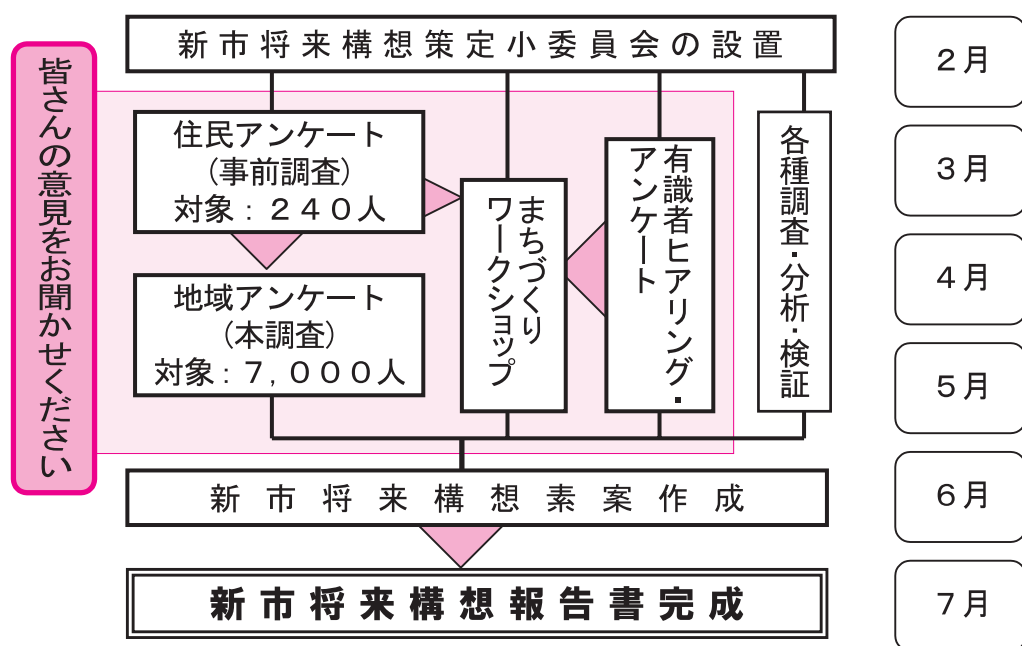 新市将来構想策定小委員会の設置
皆さんの意見をお聞かせください
住民アンケート
(事前調査)
対象：２４０人
地域アンケート
(本調査)
対象：７，０００人
まちづくり
ワークショップ
有識者ヒアリング・
アンケート
各種調査・分析・検証
新市将来構想素案作成
新市将来構想報告書完成
２月
３月
４月
５月
６月
７月